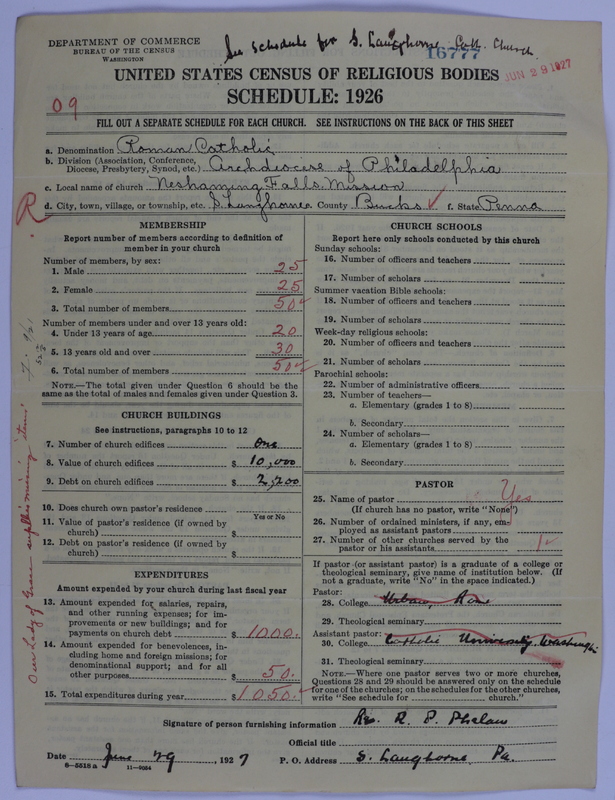 DEPARTMENT OF COMMERCE
BUREAU OF THE CENSUS
WASHINGTON
See schedule for S. Langhorne Cath. Church
16777
JUN 29 1927
UNITED STATES CENSUS OF RELIGIOUS BODIES
SCHEDULE: 1926
09
FILL OUT A SEPARATE SCHEDULE FOR EACH CHURCH. SEE INSTRUCTIONS ON THE BACK OF THIS SHEET
a. Denomination Roman Catholic
b. Division (Association, Conference, Diocese, Presbytery, Synod, etc.) Archdiocese of Philadelphia
c. Local name of church Neshaminy Falls Mission
d. City, town, village, or township, etc. S. Langhorne County Bucks f. State Penna
R
MEMBERSHIP
Report number of members according to definition of
member in your church
Number of members, by sex:
1. Male 25
2. Female 25
3. Total number of members 50
Number of members under and over 13 years old:
4. Under 13 years of age 20
5. 13 years old and over 30
6. Total number of members 50
NOTE.—The total given under Question 6 should be
the same as the total of males and females given under Question 3.
CHURCH BUILDINGS
See instructions, paragraphs 10 to 12
7. Number of church edifices One
8. Value of church edifices $ 10,000
9. Debt on church edifices $ 2,200
10. Does church own pastor's residence?
Yes or No
11. Value of pastor's residence (if owned by
church) $
12. Debt on pastor's residence (if owned by
church) $
EXPENDITURES
Amount expended by your church during last fiscal year
13. Amount expended for salaries, repairs,
and other running expenses; for im-
provements or new buildings; and for
payments on church debt $ 1000.
14. Amount expended for benevolences, in-
cluding home and foreign missions; for
denominational support; and for all
other purposes $ 50.
15. Total expenditures during year $ 1050.
Our Lady of Grace
CHURCH SCHOOLS
Report here only schools conducted by this church
Sunday schools:
16. Number of officers and teachers
17. Number of scholars
Summer vacation Bible schools:
18. Number of officers and teachers
19. Number of scholars
Week-day religious schools:
20. Number of officers and teachers
21. Number of scholars
Parochial schools:
22. Number of administrative officers
23. Number of teachers—
a. Elementary (grades 1 to 8)
b. Secondary
24. Number of scholars—
a. Elementary (grades 1 to 8)
b. Secondary
PASTOR
25. Name of pastor Yes
(If church has no pastor, write "None")
26. Number of ordained ministers, if any, em-
ployed as assistant pastors
27. Number of other churches served by the
pastor or his assistants 1
If pastor (or assistant pastor) is a graduate of a college or
theological seminary, give name of institution below. (If
not a graduate, write "No" in the space indicated.)
Pastor:
28. College
29. Theological seminary
Assistant pastor:
30. College Catholic University, Washington
31. Theological seminary
NOTE.—Where one pastor serves two or more churches,
Questions 28 and 29 should be answered only on the schedule
for one of the churches; on the schedules for the other churches,
write "See schedule for church."
Signature of person furnishing information Rev. R. P. Phelan
Official title
Date June 29, 1927 P. O. Address S. Langhorne, Pa.
8—5518a 11—9054